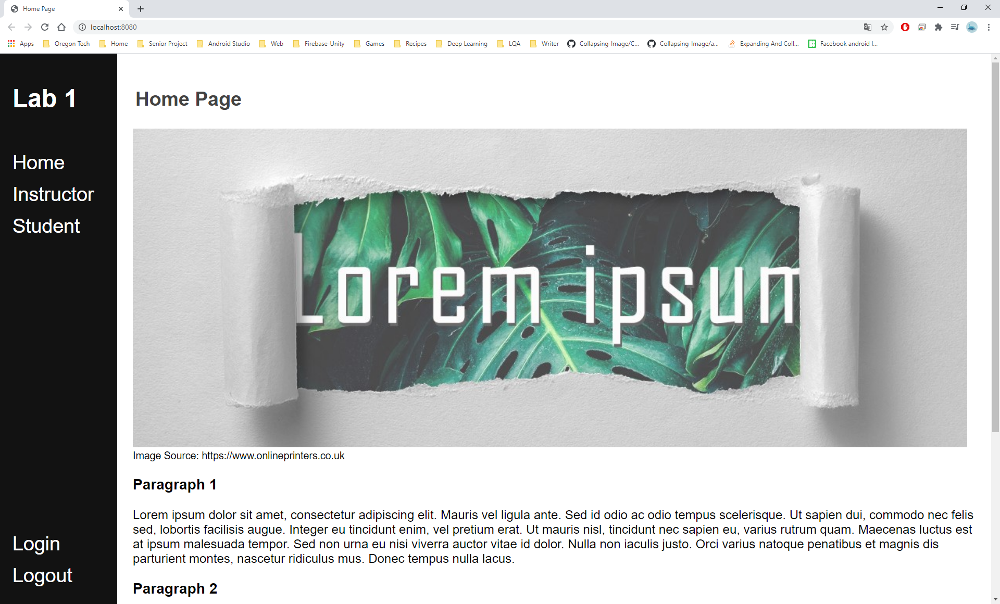 Home Page
localhost:8080
Apps Oregon Tech Home Senior Project Android Studio Web Firebase-Unity Games Recipes Deep Learning LQA Writer Collapsing-Image/C... Collapsing-Image/a... Expanding And Coll... Facebook android l...
Lab 1
Home
Instructor
Student
Login
Logout
Home Page
Lorem ipsum
Image Source: https://www.onlineprinters.co.uk
Paragraph 1
Lorem ipsum dolor sit amet, consectetur adipiscing elit. Mauris vel ligula ante. Sed id odio ac odio tempus scelerisque. Ut sapien dui, commodo nec felis
sed, lobortis facilisis augue. Integer eu tincidunt enim, vel pretium erat. Ut mauris nisl, tincidunt nec sapien eu, varius rutrum quam. Maecenas luctus est
at ipsum malesuada tempor. Sed non urna eu nisi viverra auctor vitae id dolor. Nulla non iaculis justo. Orci varius natoque penatibus et magnis dis
parturient montes, nascetur ridiculus mus. Donec tempus nulla lacus.
Paragraph 2